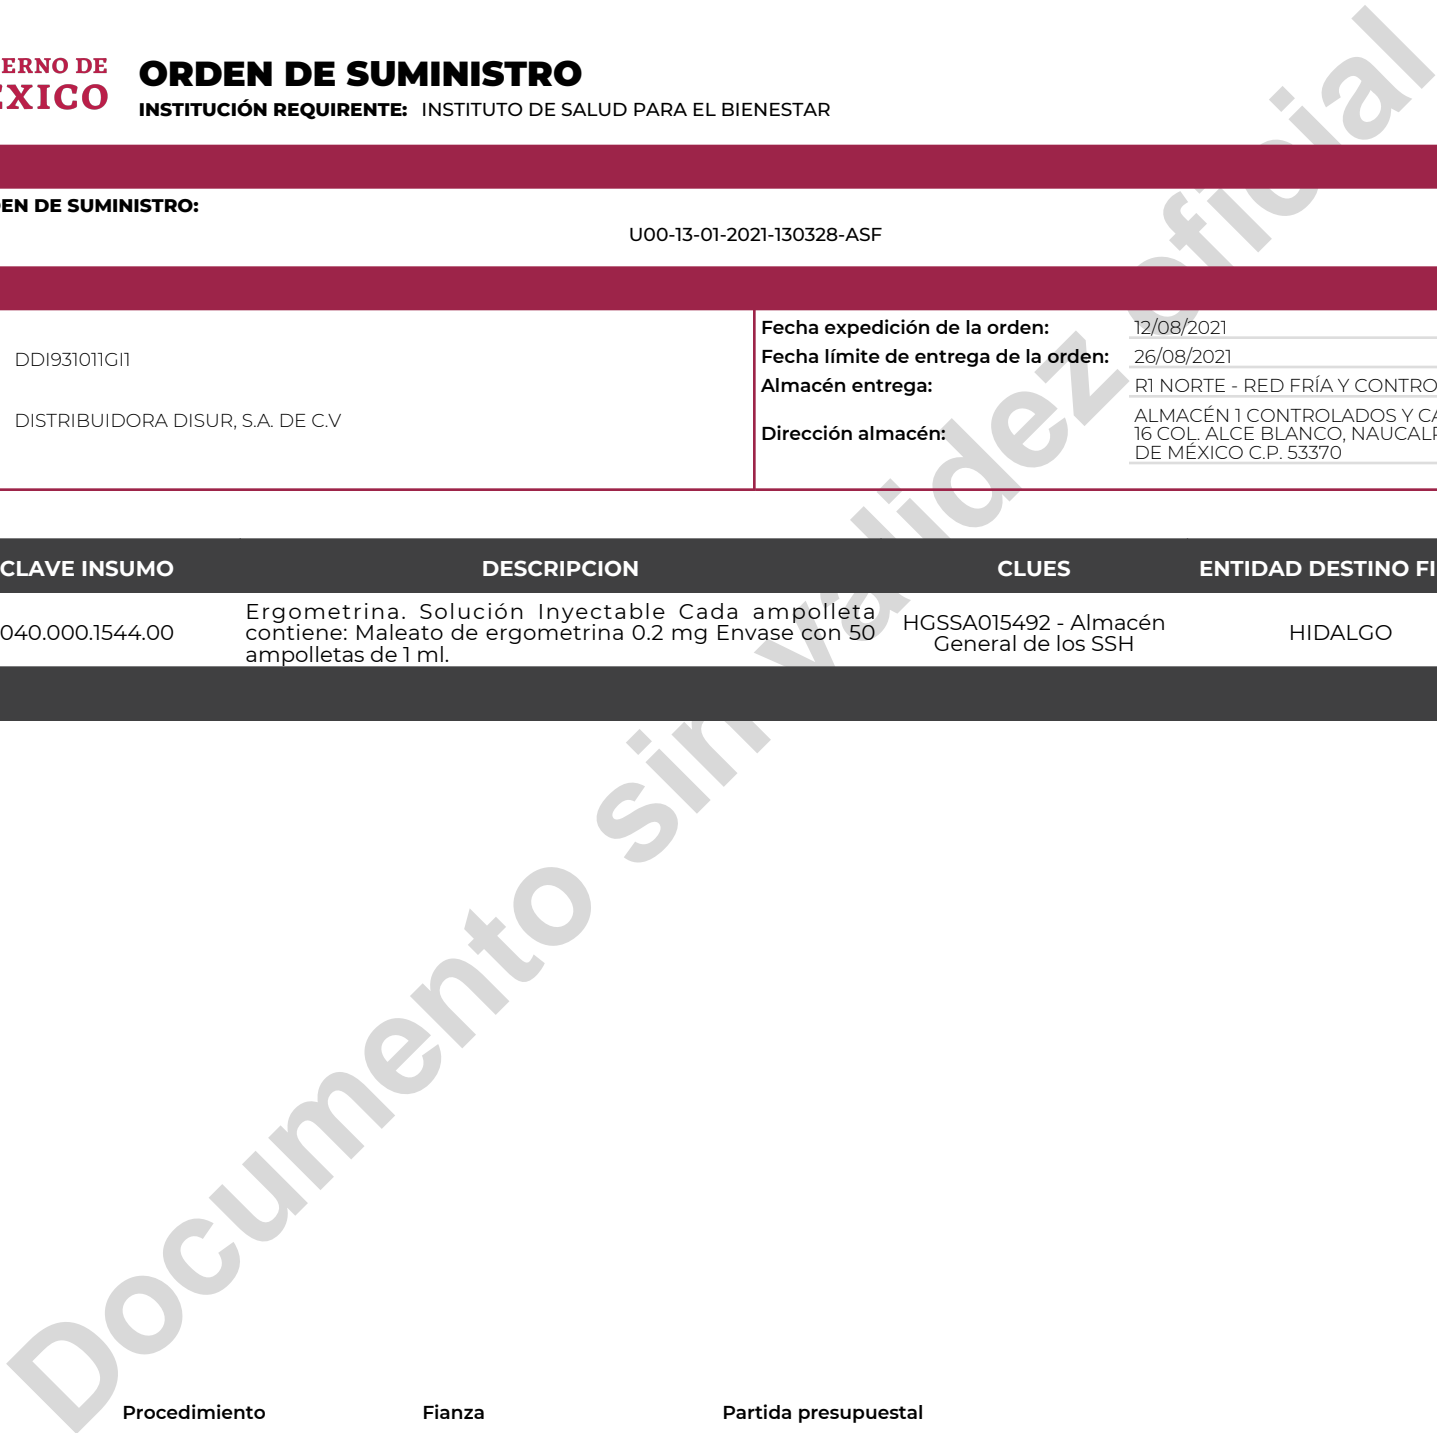 ERNO DE
ÉXICO
ORDEN DE SUMINISTRO
INSTITUCIÓN REQUIRENTE: INSTITUTO DE SALUD PARA EL BIENESTAR
EN DE SUMINISTRO:
U00-13-01-2021-130328-ASF
DDI931011GI1
DISTRIBUIDORA DISUR, S.A. DE C.V
Fecha expedición de la orden: 12/08/2021
Fecha límite de entrega de la orden: 26/08/2021
Almacén entrega: R1 NORTE - RED FRÍA Y CONTRO
Dirección almacén: ALMACÉN 1 CONTROLADOS Y CA
16 COL. ALCE BLANCO, NAUCALP
DE MÉXICO C.P. 53370
CLAVE INSUMO DESCRIPCION CLUES ENTIDAD DESTINO FI
040.000.1544.00
Ergometrina. Solución Inyectable Cada ampolleta
contiene: Maleato de ergometrina 0.2 mg Envase con 50
ampolletas de 1 ml.
HGSSA015492 - Almacén
General de los SSH
HIDALGO
Documento sin validez oficial
Procedimiento Fianza Partida presupuestal